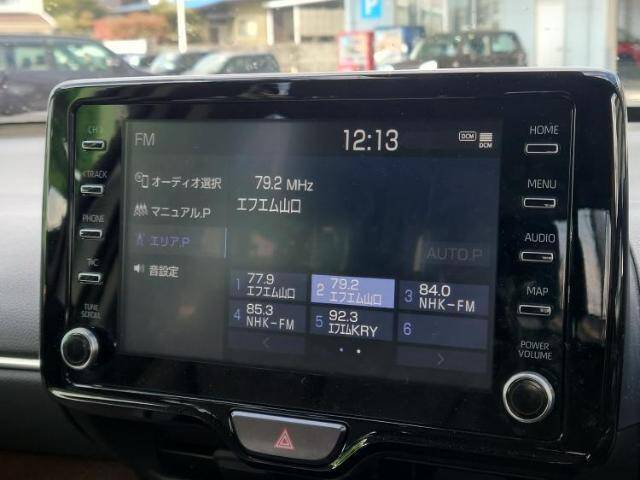 P
FM
12:13
DCM
DCM
オーディオ選択
79.2 MHz
マニュアル.P
エフエム山口
エリア.P
AUTO.P
音設定
1 77.9 エフエム山口
2 79.2 エフエム山口
3 84.0 NHK-FM
4 85.3 NHK-FM
5 92.3 エフエムKRY
6
CH
TRACK
PHONE
TUNE
SCROLL
HOME
MENU
AUDIO
MAP
POWER
VOLUME